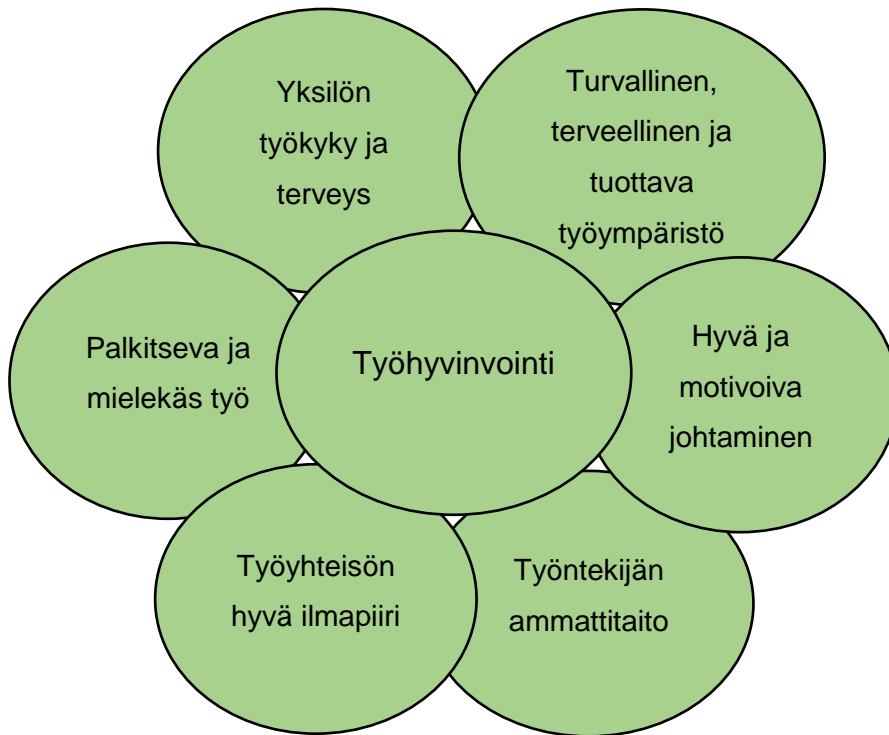 Yksilön
työkyky ja
terveys
Turvallinen,
terveellinen ja
tuottava
työympäristö
Palkitseva ja
mielekäs työ
Työhyvinvointi
Hyvä ja
motivoiva
johtaminen
Työyhteisön
hyvä ilmapiiri
Työntekijän
ammattitaito